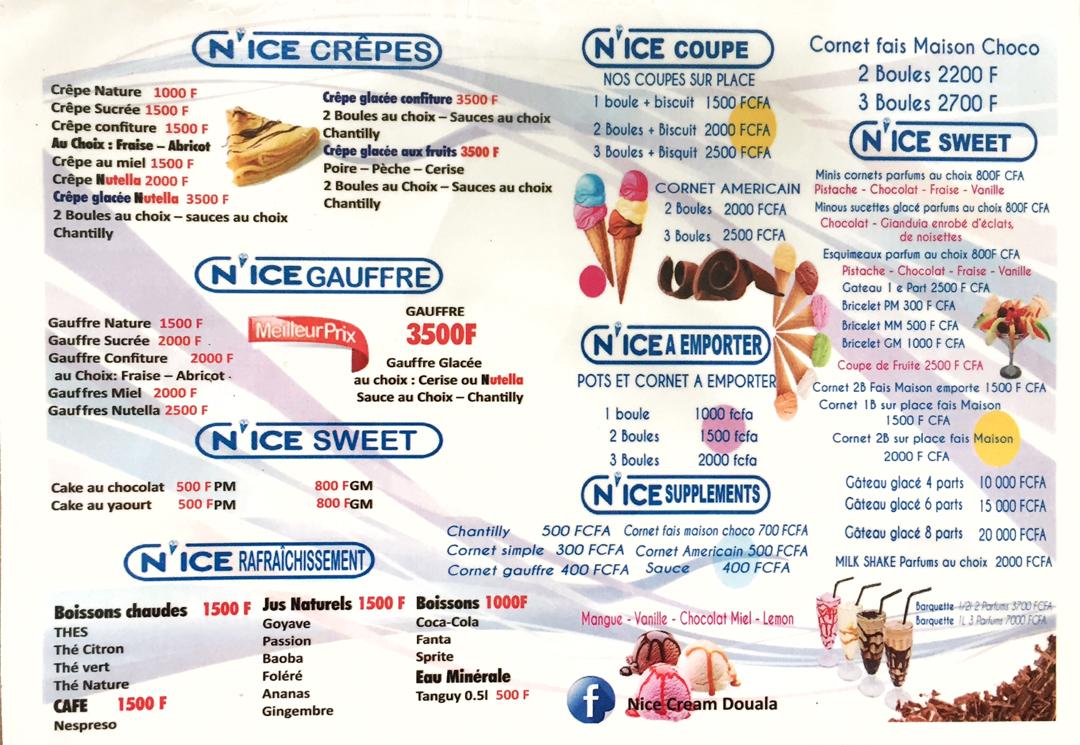 N'ICE CRÊPES
Crêpe Nature 1000 F
Crêpe Sucrée 1500 F
Crêpe confiture 1500 F
Au Choix : Fraise – Abricot
Crêpe au miel 1500 F
Crêpe Nutella 2000 F
Crêpe glacée Nutella 3500 F
2 Boules au choix – sauces au choix
Chantilly
Crêpe glacée confiture 3500 F
2 Boules au choix – Sauces au choix
Chantilly
Crêpe glacée aux fruits 3500 F
Poire – Pèche – Cerise
2 Boules au Choix – Sauces au choix
Chantilly
N'ICE GAUFFRE
Gauffre Nature 1500 F
Gauffre Sucrée 2000 F
Gauffre Confiture 2000 F
au Choix: Fraise – Abricot
Gauffres Miel 2000 F
Gauffres Nutella 2500 F
Meilleur Prix
GAUFFRE
3500F
Gauffre Glacée
au choix : Cerise ou Nutella
Sauce au Choix – Chantilly
N'ICE SWEET
Cake au chocolat 500 F PM 800 F GM
Cake au yaourt 500 F PM 800 F GM
N'ICE RAFRAÎCHISSEMENT
Boissons chaudes 1500 F
THES
Thé Citron
Thé vert
Thé Nature
CAFE 1500 F
Nespreso
Jus Naturels 1500 F
Goyave
Passion
Baoba
Foléré
Ananas
Gingembre
Boissons 1000F
Coca-Cola
Fanta
Sprite
Eau Minérale
Tanguy 0.5l 500 F
N'ICE COUPE
NOS COUPES SUR PLACE
1 boule + biscuit 1500 FCFA
2 Boules + Biscuit 2000 FCFA
3 Boules + Bisquit 2500 FCFA
CORNET AMERICAIN
2 Boules 2000 FCFA
3 Boules 2500 FCFA
N'ICE A EMPORTER
POTS ET CORNET A EMPORTER
1 boule 1000 fcfa
2 Boules 1500 fcfa
3 Boules 2000 fcfa
N'ICE SUPPLEMENTS
Chantilly 500 FCFA Cornet fais maison choco 700 FCFA
Cornet simple 300 FCFA Cornet Americain 500 FCFA
Cornet gauffre 400 FCFA Sauce 400 FCFA
Mangue - Vanille - Chocolat Miel - Lemon
f Nice Cream Douala
Cornet fais Maison Choco
2 Boules 2200 F
3 Boules 2700 F
N'ICE SWEET
Minis cornets parfums au choix 800F CFA
Pistache - Chocolat - Fraise - Vanille
Minous sucettes glacé parfums au choix 800F CFA
Chocolat - Gianduia enrobé d'éclats,
de noisettes
Esquimeaux parfum au choix 800F CFA
Pistache - Chocolat - Fraise - Vanille
Gateau 1 e Part 2500 F CFA
Bricelet PM 300 F CFA
Bricelet MM 500 F CFA
Bricelet GM 1000 F CFA
Coupe de Fruite 2500 F CFA
Cornet 2B Fais Maison emporte 1500 F CFA
Cornet 1B sur place fais Maison
1500 F CFA
Cornet 2B sur place fais Maison
2000 F CFA
Gâteau glacé 4 parts 10 000 FCFA
Gâteau glacé 6 parts 15 000 FCFA
Gâteau glacé 8 parts 20 000 FCFA
MILK SHAKE Parfums au choix 2000 FCFA
Barquette 1/2l 2 Parfums 3700 FCFA
Barquette 1L 3 Parfums 7000 FCFA